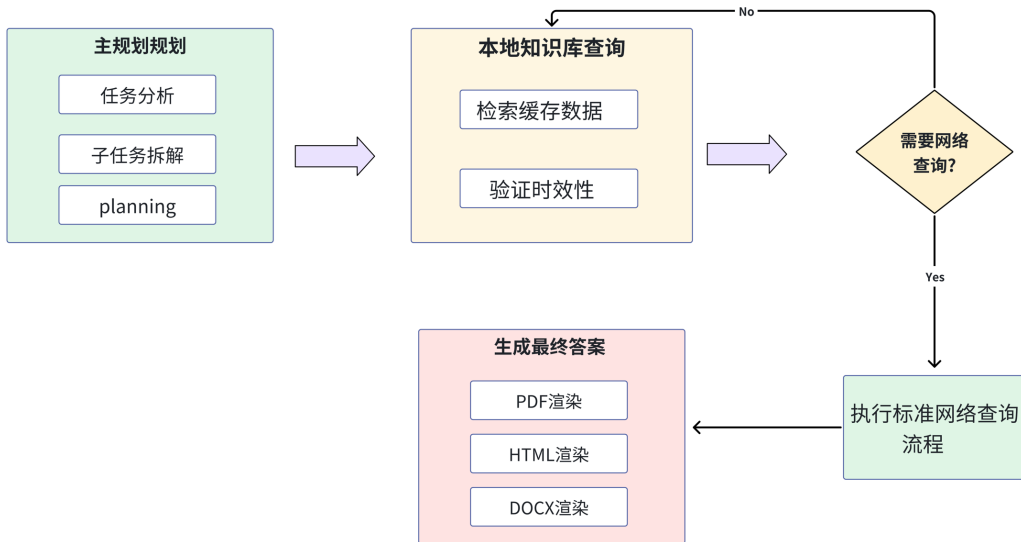 No
主规划规划
任务分析
子任务拆解
planning
本地知识库查询
检索缓存数据
验证时效性
需要网络
查询?
Yes
生成最终答案
PDF渲染
HTML渲染
DOCX渲染
执行标准网络查询
流程